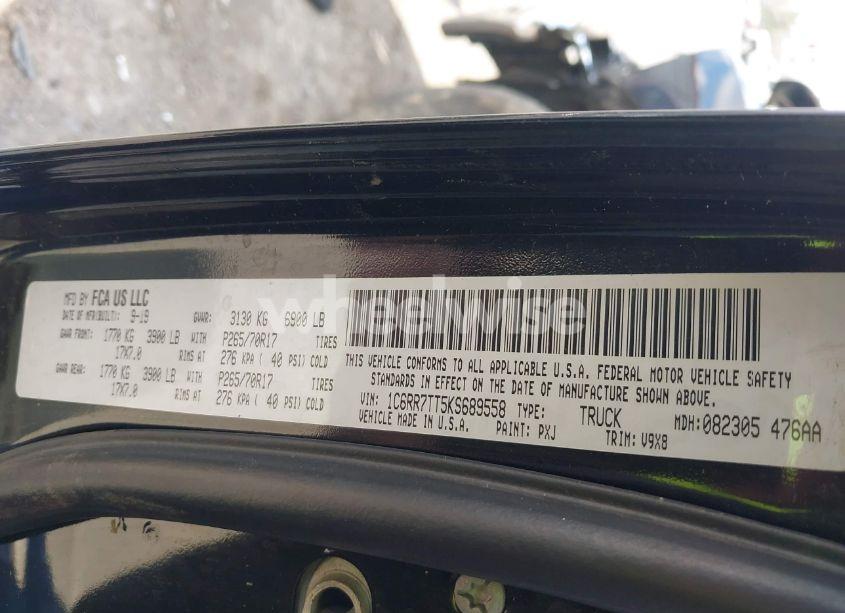 MFD BY FCA US LLC
DATE OF MFR(BUILT): 9-19 GVWR: 3130 KG 6900 LB
GAWR FRONT: 1770 KG 3900 LB WITH P265/70R17 TIRES
17X7.0 RIMS AT 276 KPA ( 40 PSI) COLD
GAWR REAR: 1770 KG 3900 LB WITH P265/70R17 TIRES
17X7.0 RIMS AT 276 KPA ( 40 PSI) COLD
THIS VEHICLE CONFORMS TO ALL APPLICABLE U.S.A. FEDERAL MOTOR VEHICLE SAFETY
STANDARDS IN EFFECT ON THE DATE OF MANUFACTURE SHOWN ABOVE.
VIN: 1C6RR7TT5KS689558 TYPE: TRUCK MDH:082305 476AA
VEHICLE MADE IN U.S.A. PAINT: PXJ TRIM: V9X8
wheelwise